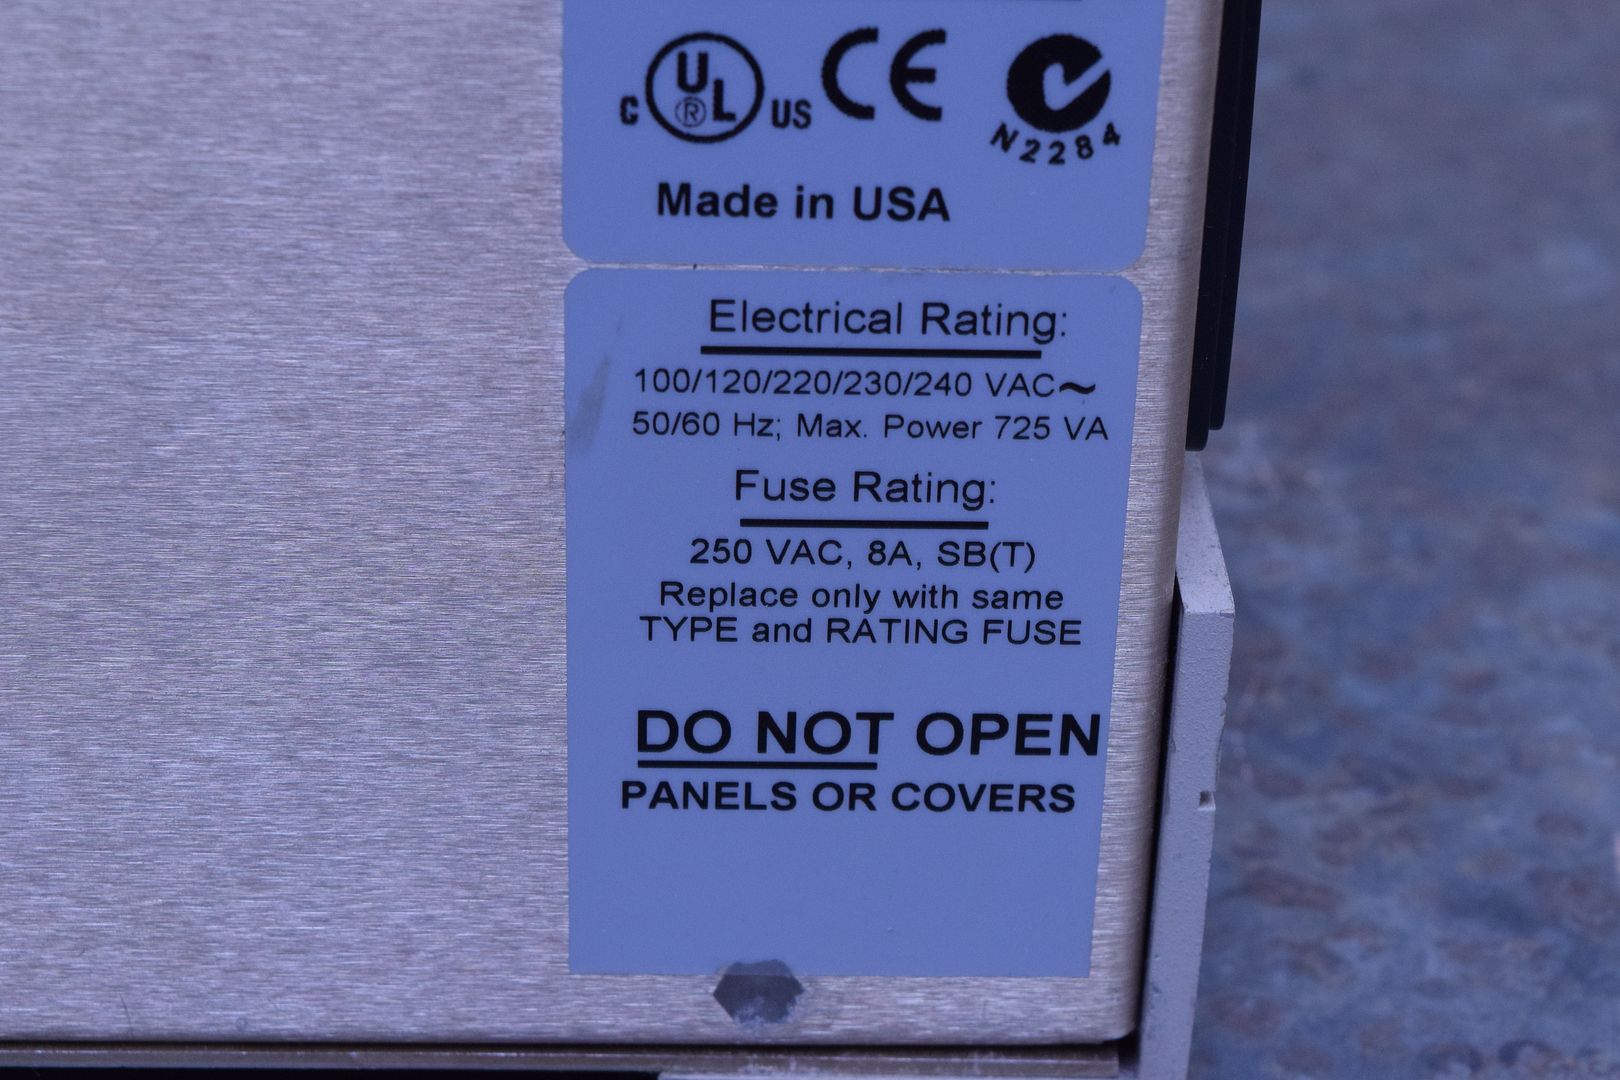 C UL® US CE
N2284
Made in USA
Electrical Rating:
100/120/220/230/240 VAC~
50/60 Hz; Max. Power 725 VA
Fuse Rating:
250 VAC, 8A, SB(T)
Replace only with same
TYPE and RATING FUSE
DO NOT OPEN
PANELS OR COVERS